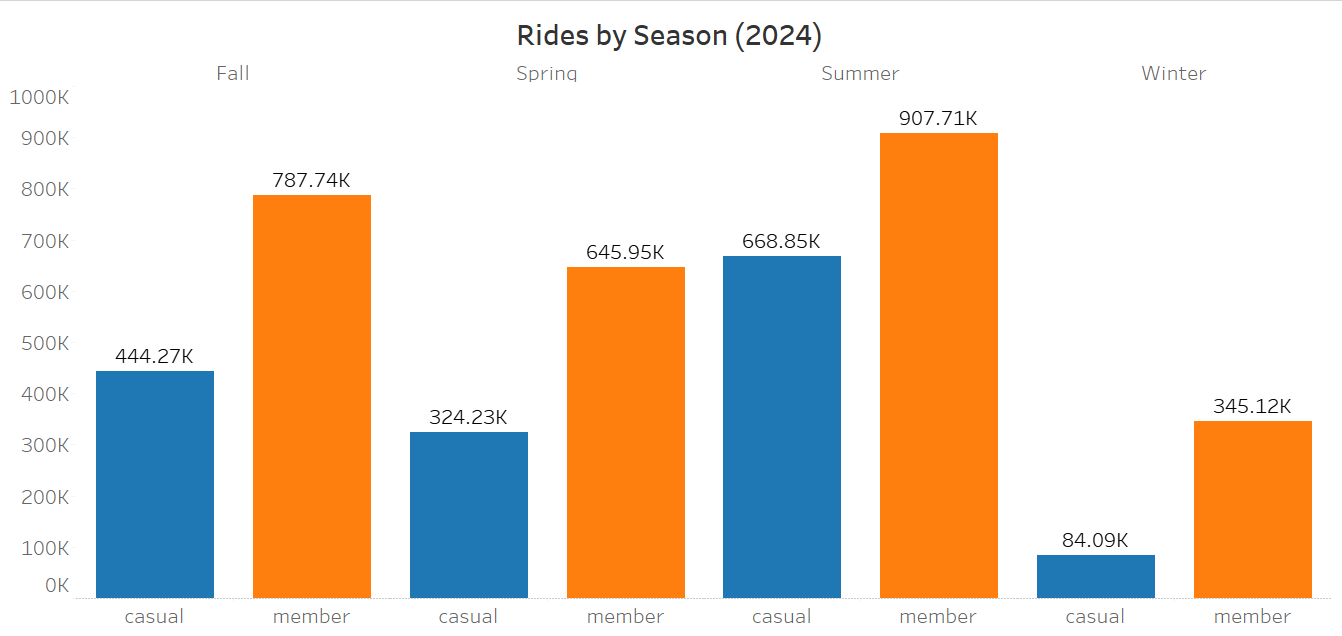 Rides by Season (2024)
Fall Spring Summer Winter
1000K
900K
800K
700K
600K
500K
400K
300K
200K
100K
0K
444.27K
787.74K
324.23K
645.95K
668.85K
907.71K
84.09K
345.12K
casual member casual member casual member casual member